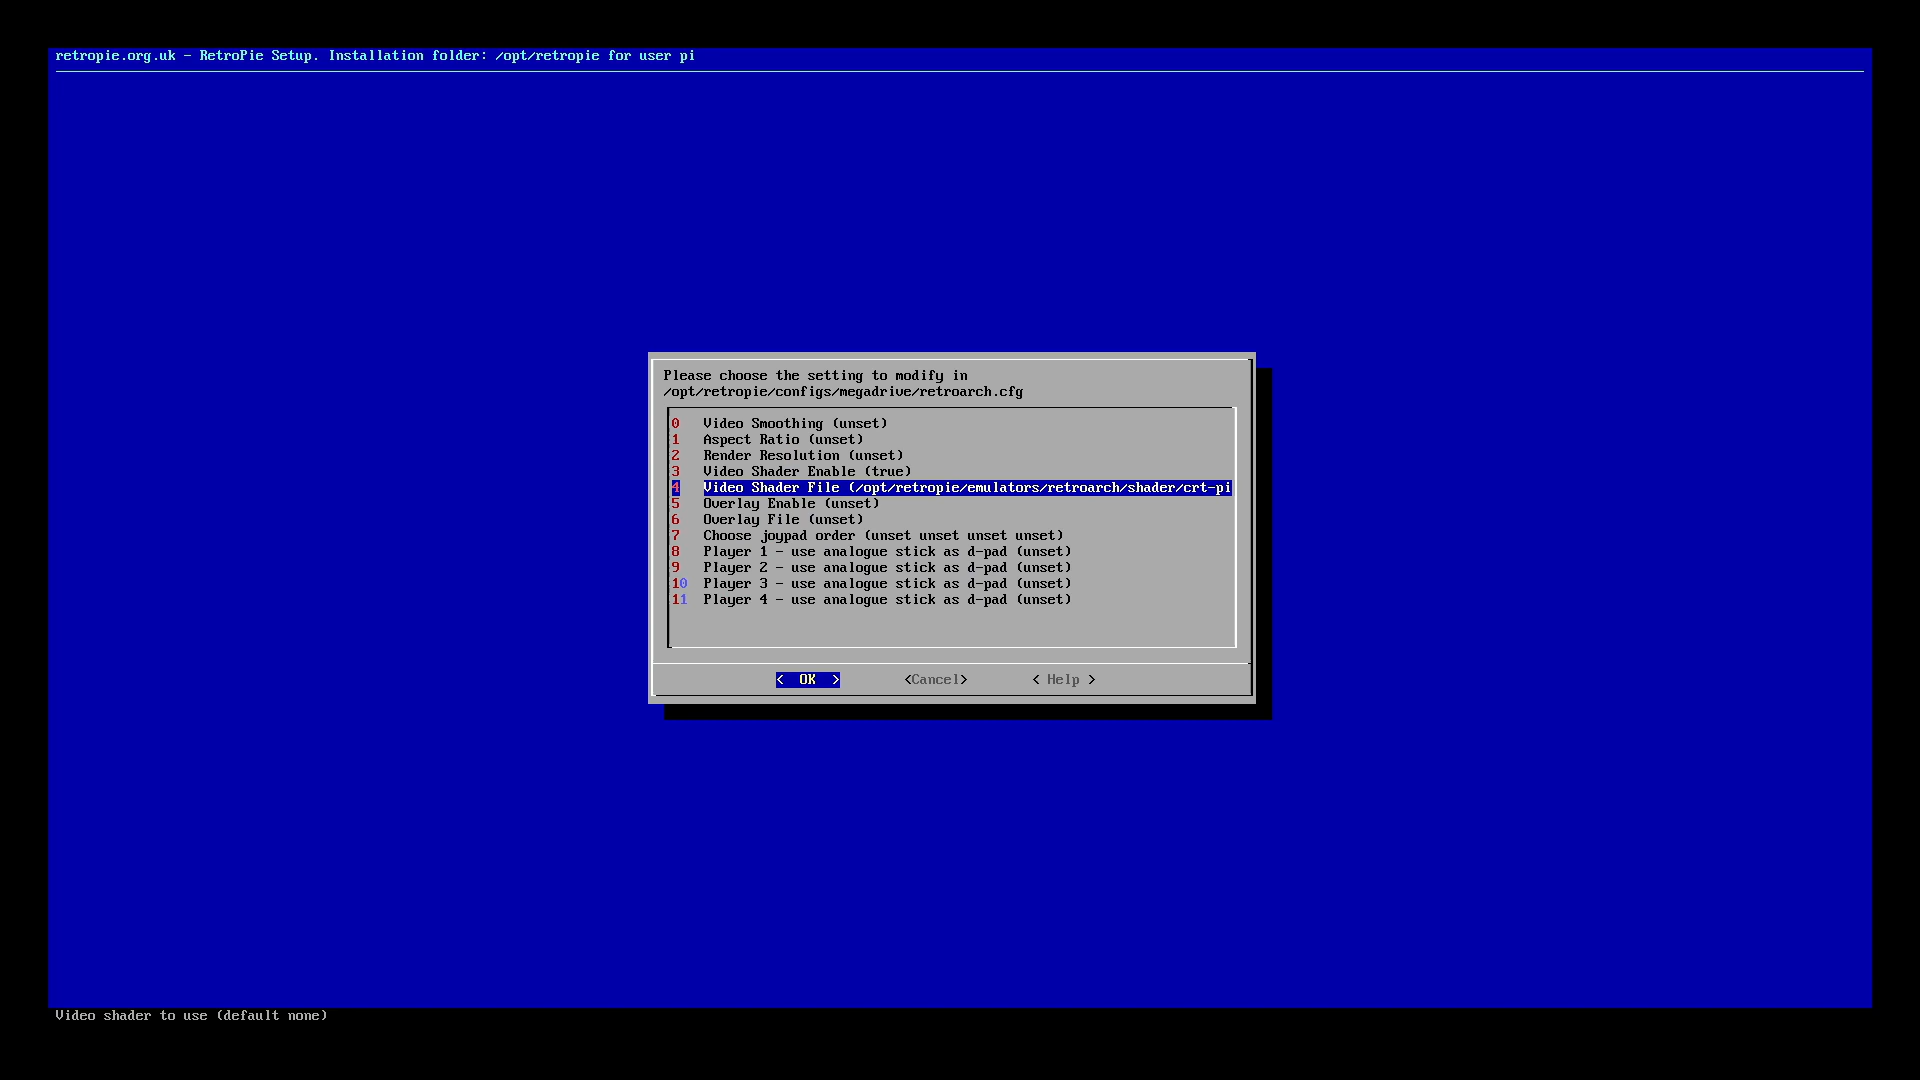 retropie.org.uk - RetroPie Setup. Installation folder: /opt/retropie for user pi
Please choose the setting to modify in
/opt/retropie/configs/megadrive/retroarch.cfg
0 Video Smoothing (unset)
1 Aspect Ratio (unset)
2 Render Resolution (unset)
3 Video Shader Enable (true)
4 Video Shader File (/opt/retropie/emulators/retroarch/shader/crt-pi
5 Overlay Enable (unset)
6 Overlay File (unset)
7 Choose joypad order (unset unset unset unset)
8 Player 1 - use analogue stick as d-pad (unset)
9 Player 2 - use analogue stick as d-pad (unset)
10 Player 3 - use analogue stick as d-pad (unset)
11 Player 4 - use analogue stick as d-pad (unset)
< OK > <Cancel> < Help >
Video shader to use (default none)